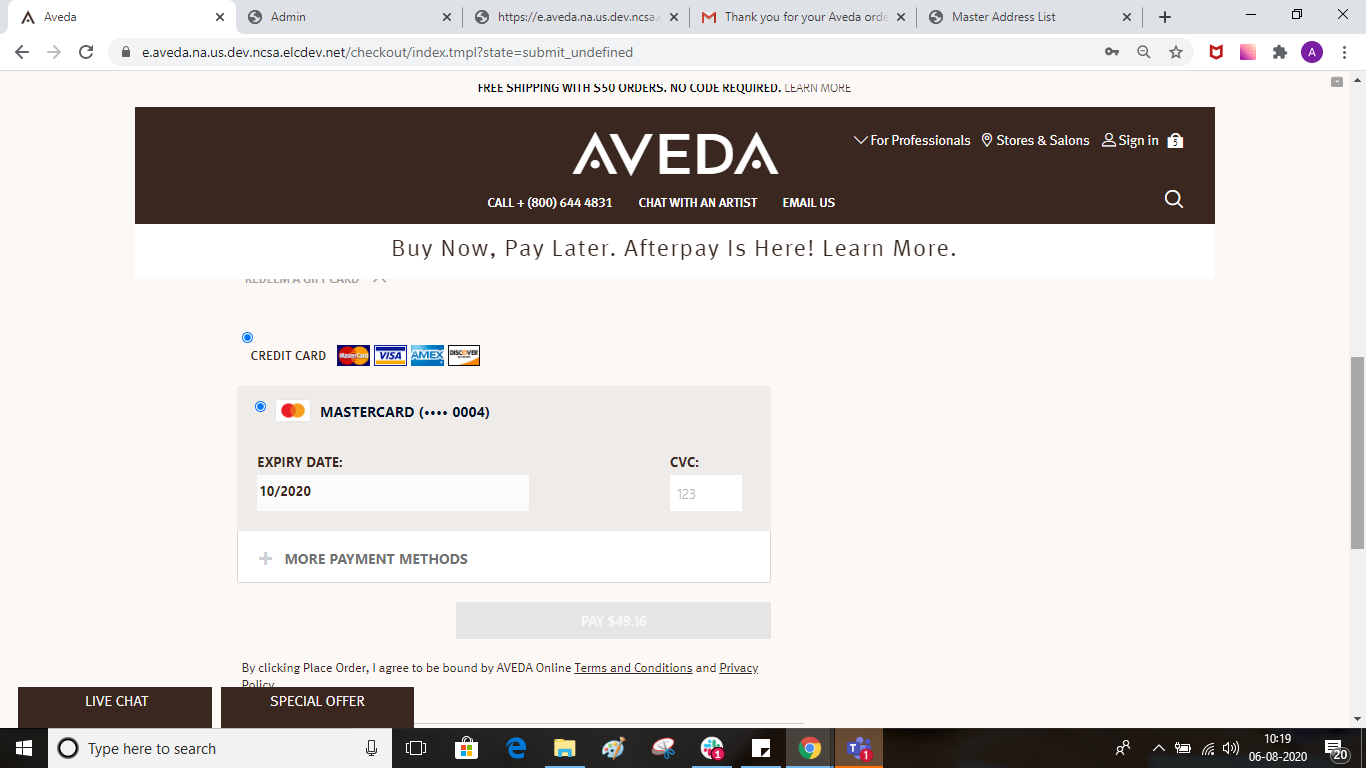 Aveda
Admin
https://e.aveda.na.us.dev.ncsa.e
Thank you for your Aveda orde
Master Address List
e.aveda.na.us.dev.ncsa.elcdev.net/checkout/index.tmpl?state=submit_undefined
A
FREE SHIPPING WITH $50 ORDERS. NO CODE REQUIRED. LEARN MORE
AVEDA
For Professionals
Stores & Salons
Sign in
5
CALL + (800) 644 4831
CHAT WITH AN ARTIST
EMAIL US
Buy Now, Pay Later. Afterpay Is Here! Learn More.
REDEEM A GIFT CARD
CREDIT CARD
MasterCard
VISA
AMEX
DISCOVER
MASTERCARD (•••• 0004)
EXPIRY DATE:
CVC:
10/2020
123
+ MORE PAYMENT METHODS
PAY $49.16
By clicking Place Order, I agree to be bound by AVEDA Online Terms and Conditions and Privacy
Policy
LIVE CHAT
SPECIAL OFFER
Type here to search
1
1
10:19
06-08-2020
20